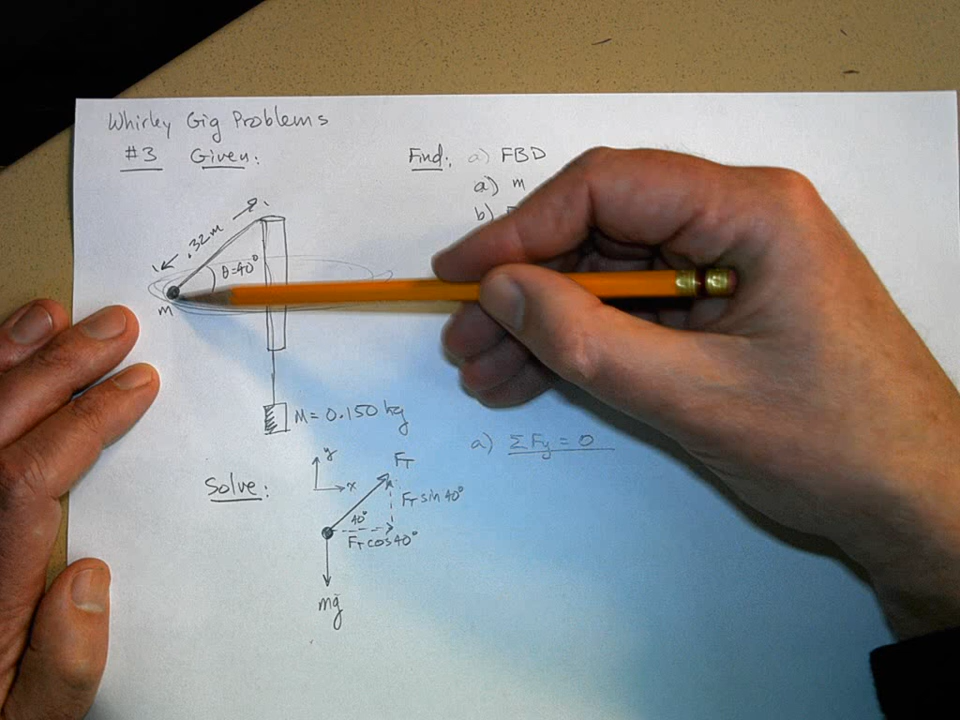 Whirley Gig Problems
#3 Given:
Find: a) FBD
a) m
b)
.32m
θ=40°
m
M = 0.150 kg
a) ΣFy = 0
Solve:
y
x
FT
FT sin 40°
40°
FT cos 40°
mg